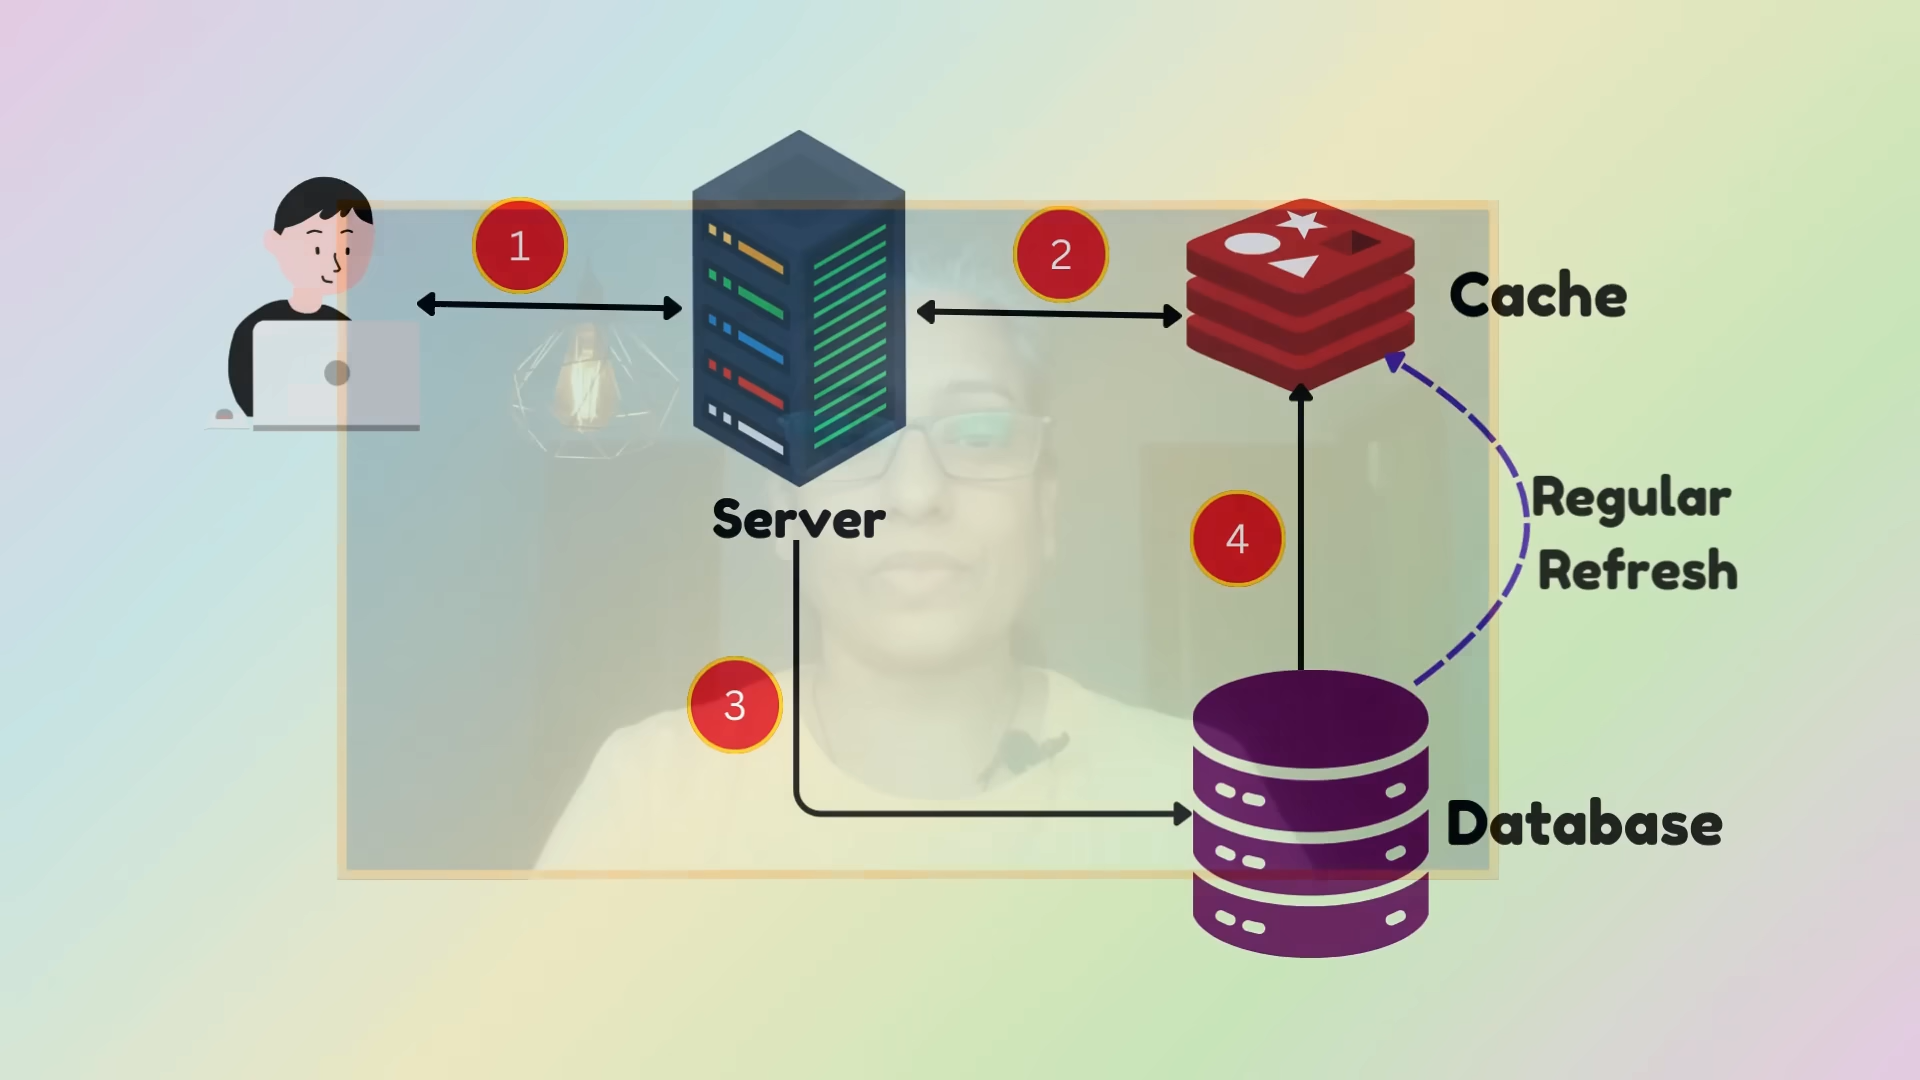 1
2
Cache
Regular
Refresh
Server
4
3
Database